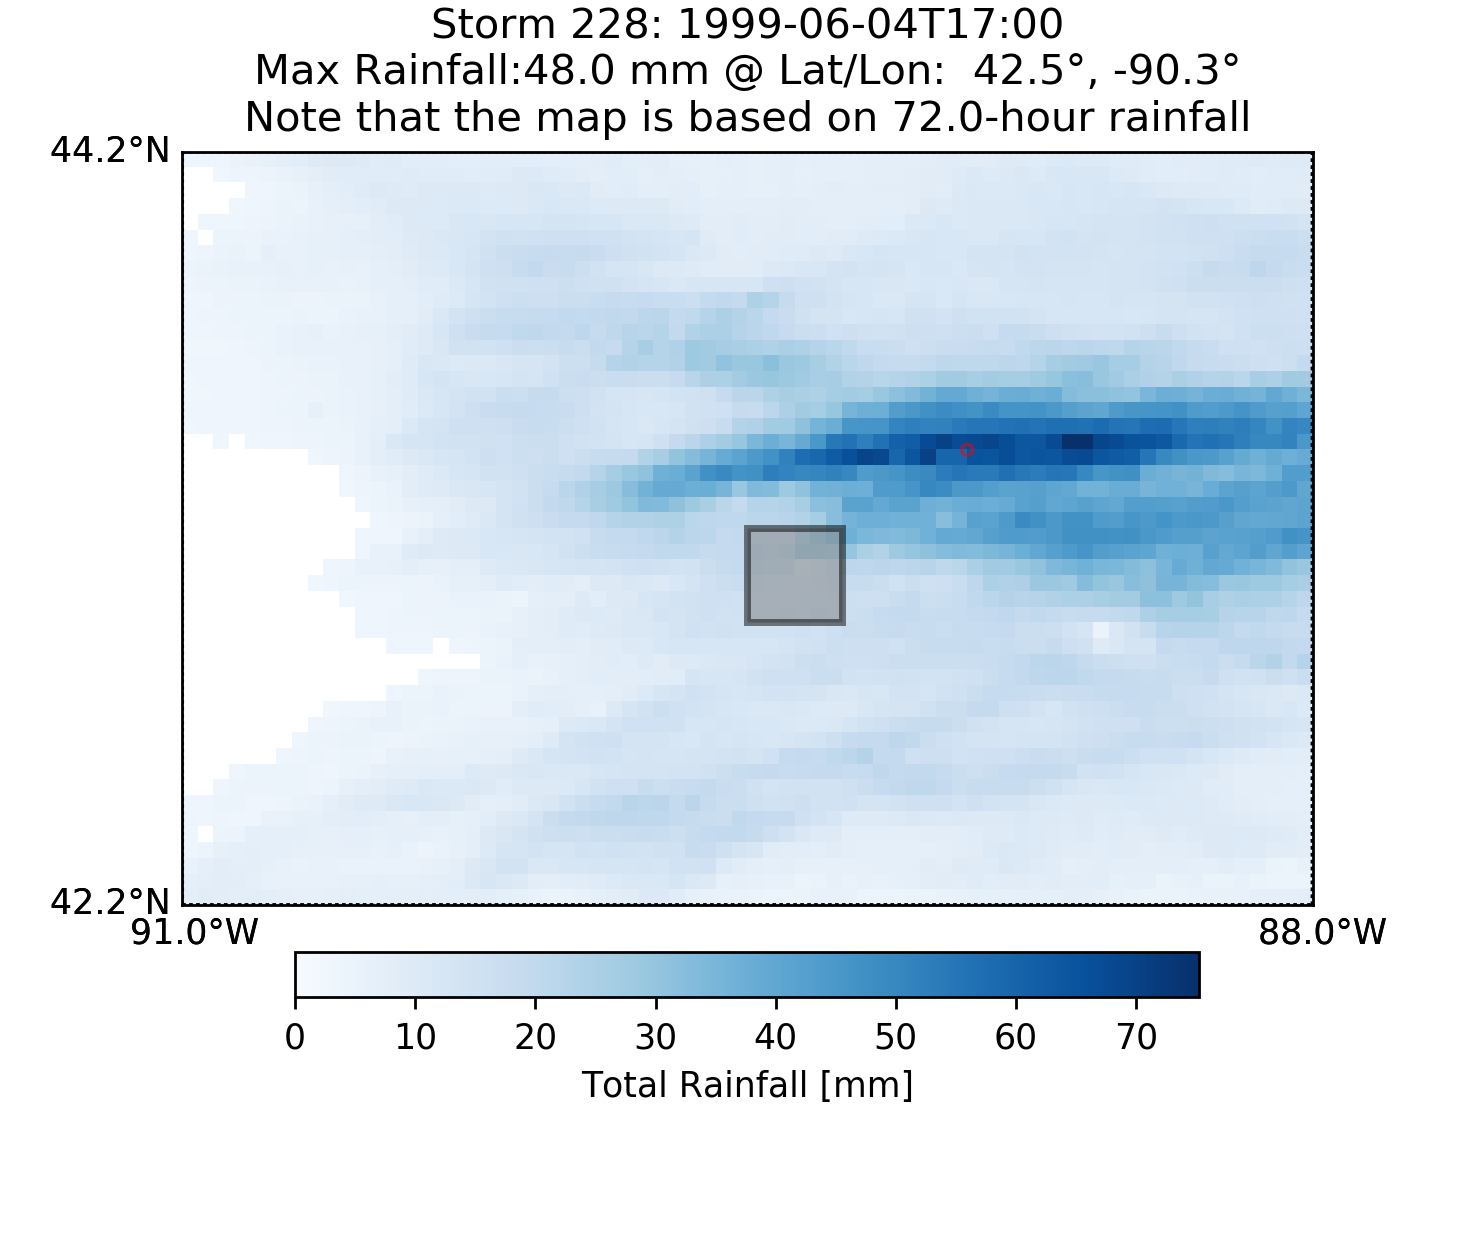 Storm 228: 1999-06-04T17:00
Max Rainfall:48.0 mm @ Lat/Lon:  42.5°, -90.3°
Note that the map is based on 72.0-hour rainfall
44.2°N
42.2°N
91.0°W
88.0°W
0 10 20 30 40 50 60 70
Total Rainfall [mm]